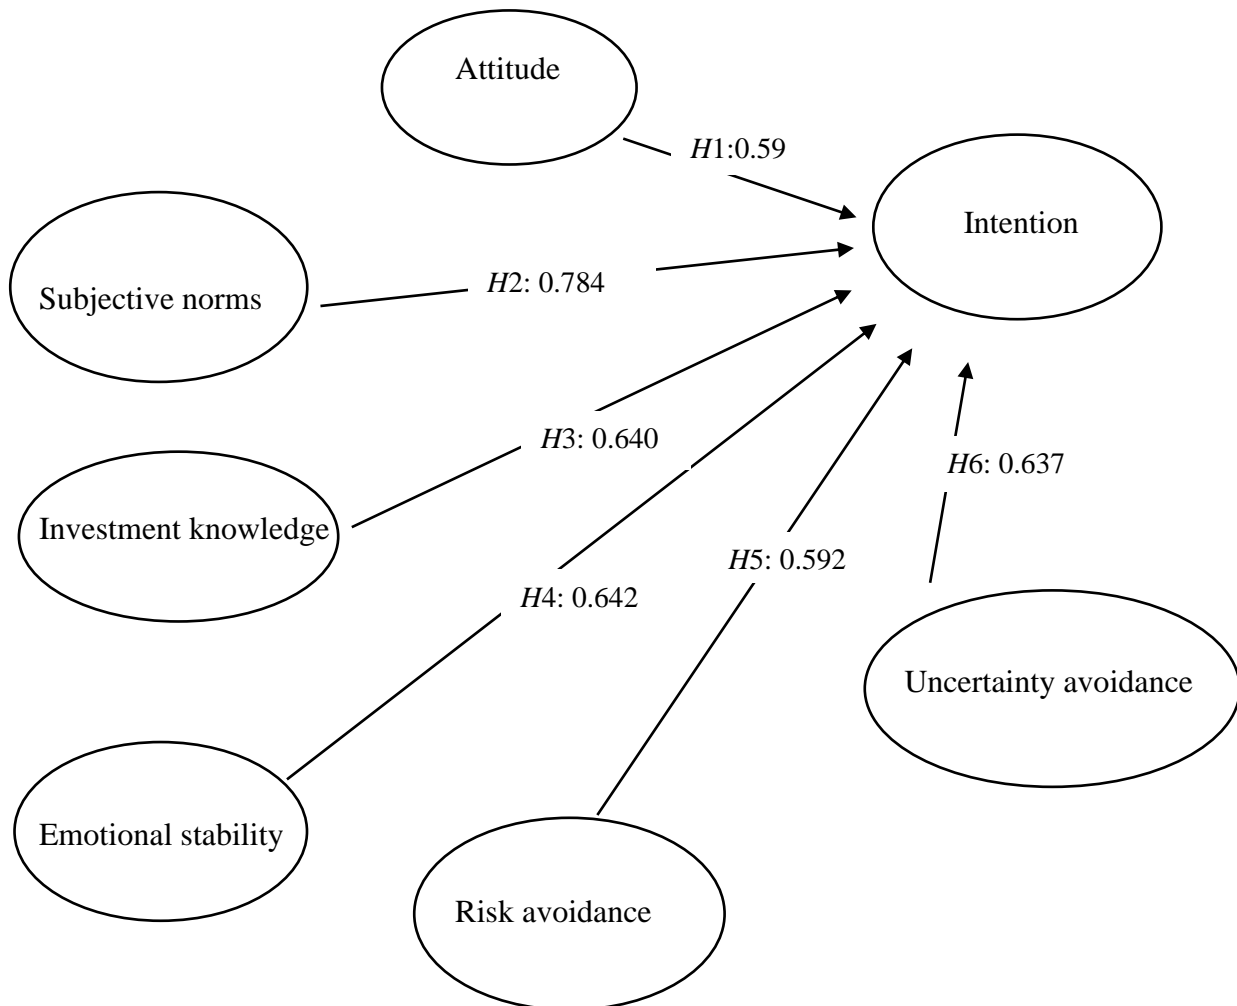 Attitude
H1:0.59
Intention
H2: 0.784
Subjective norms
H3: 0.640
H6: 0.637
Investment knowledge
H5: 0.592
H4: 0.642
Uncertainty avoidance
Emotional stability
Risk avoidance